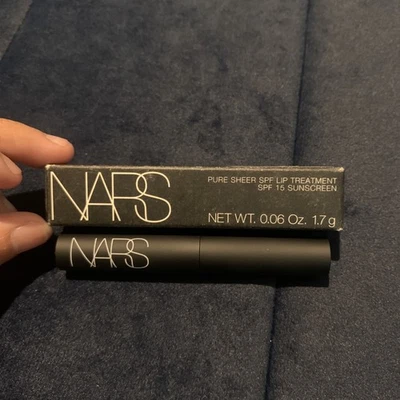 NARS
PURE SHEER SPF LIP TREATMENT
SPF 15 SUNSCREEN
NET WT. 0.06 Oz. 1.7 g
NARS